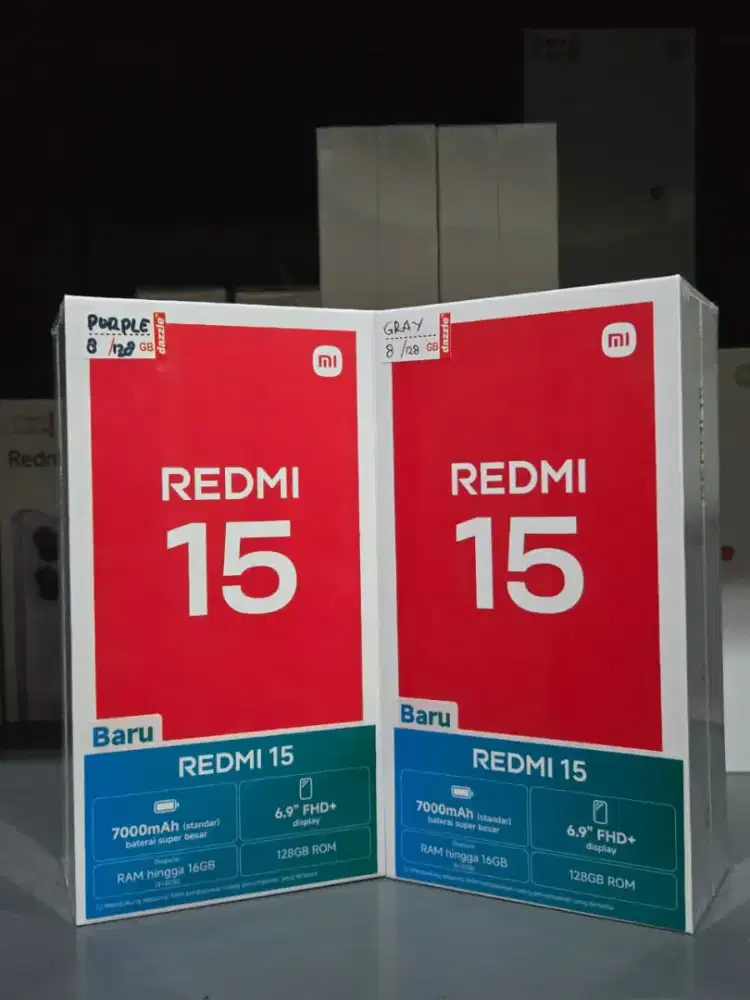 PURPLE
8 /128 GB
dazzle
mi
REDMI
15
Baru
REDMI 15
7000mAh (standar)
baterai super besar
6.9" FHD+
display
RAM hingga 16GB
128GB ROM
GRAY
8 /128 GB
dazzle
mi
REDMI
15
Baru
REDMI 15
7000mAh (standar)
baterai super besar
6.9" FHD+
display
RAM hingga 16GB
128GB ROM
Redm